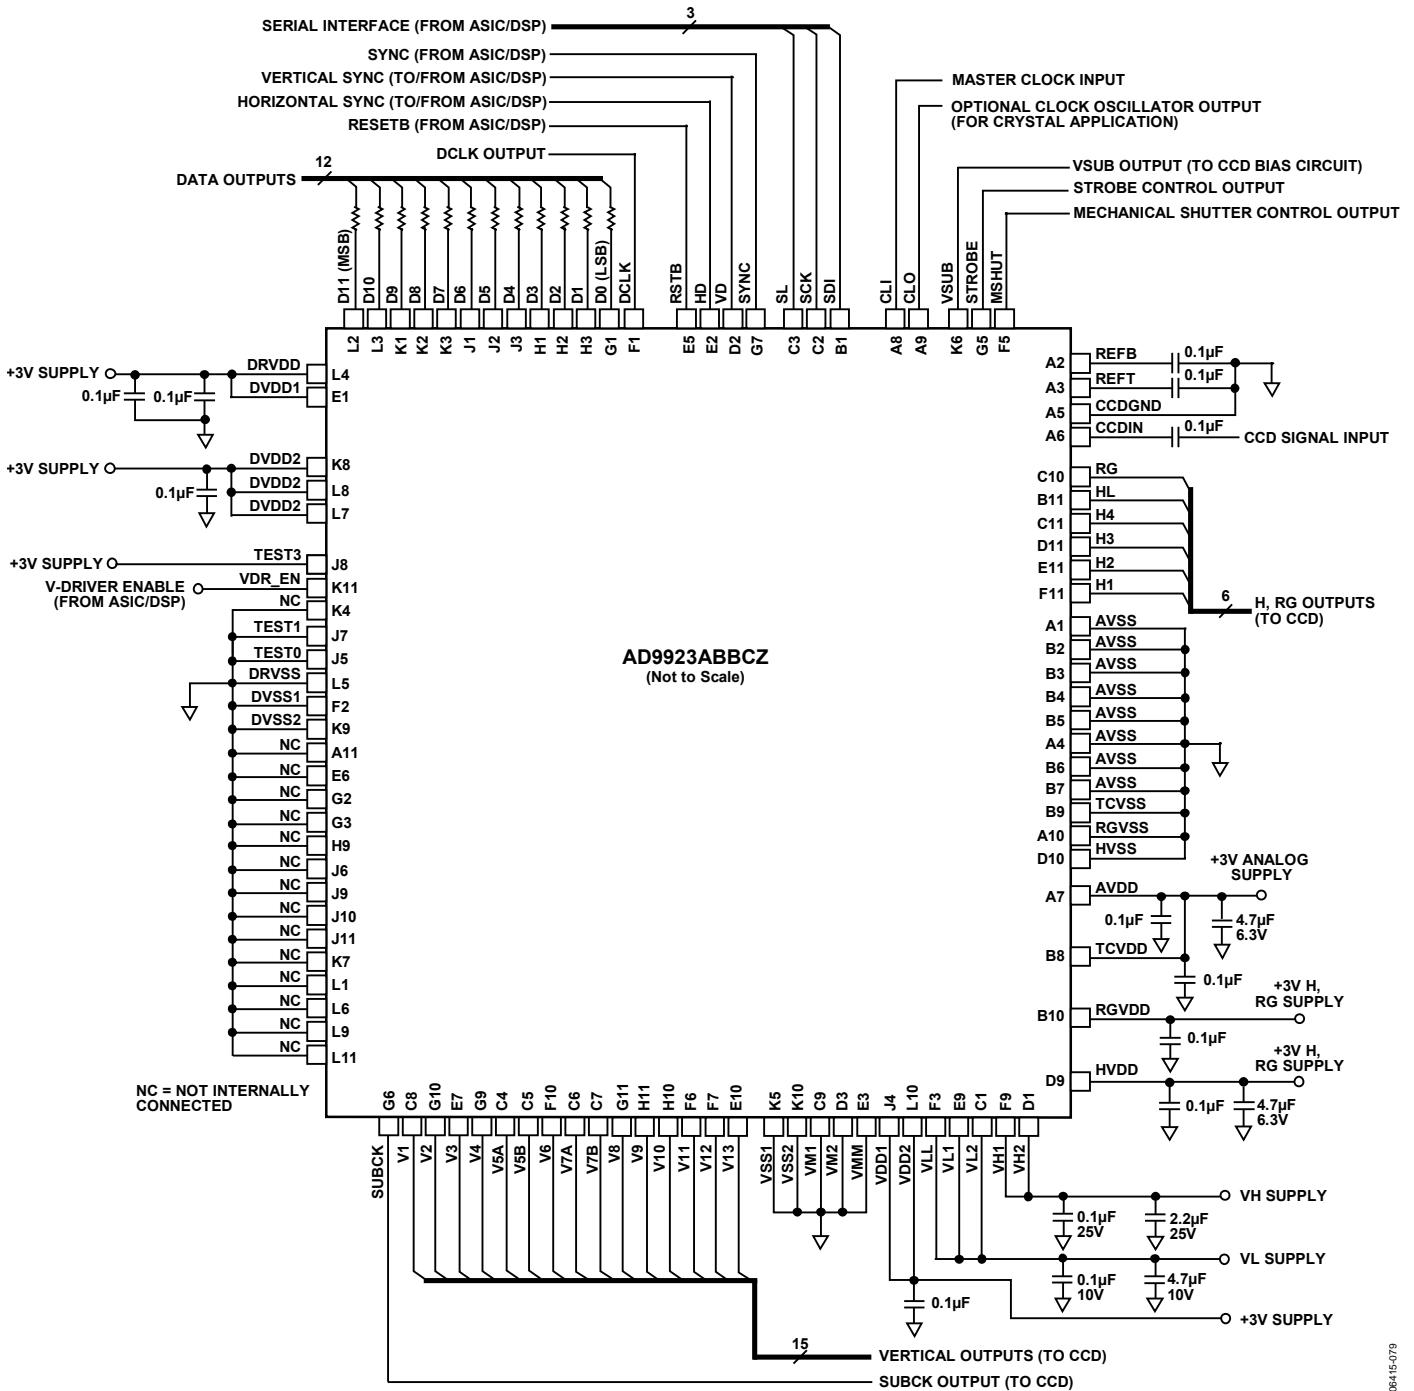 3
SERIAL INTERFACE (FROM ASIC/DSP)
SYNC (FROM ASIC/DSP)
VERTICAL SYNC (TO/FROM ASIC/DSP)
HORIZONTAL SYNC (TO/FROM ASIC/DSP)
RESETB (FROM ASIC/DSP)
DCLK OUTPUT
12
DATA OUTPUTS
MASTER CLOCK INPUT
OPTIONAL CLOCK OSCILLATOR OUTPUT
(FOR CRYSTAL APPLICATION)
VSUB OUTPUT (TO CCD BIAS CIRCUIT)
STROBE CONTROL OUTPUT
MECHANICAL SHUTTER CONTROL OUTPUT
D11 (MSB)
D10
D9
D8
D7
D6
D5
D4
D3
D2
D1
D0 (LSB)
DCLK
RSTB
HD
VD
SYNC
SL
SCK
SDI
CLI
CLO
VSUB
STROBE
MSHUT
L2
L3
K1
K2
K3
J1
J2
J3
H1
H2
H3
G1
F1
E5
E2
D2
G7
C3
C2
B1
A8
A9
K6
G5
F5
+3V SUPPLY
DRVDD
L4
DVDD1
E1
0.1µF
0.1µF
+3V SUPPLY
DVDD2
K8
DVDD2
L8
DVDD2
L7
0.1µF
+3V SUPPLY
TEST3
J8
V-DRIVER ENABLE
(FROM ASIC/DSP)
VDR_EN
K11
NC
K4
TEST1
J7
TEST0
J5
DRVSS
L5
DVSS1
F2
DVSS2
K9
NC
A11
NC
E6
NC
G2
NC
G3
NC
H9
NC
J6
NC
J9
NC
J10
NC
J11
NC
K7
NC
L1
NC
L6
NC
L9
NC
L11
NC = NOT INTERNALLY
CONNECTED
AD9923ABBCZ
(Not to Scale)
A2
REFB
0.1µF
A3
REFT
0.1µF
A5
CCDGND
A6
CCDIN
0.1µF
CCD SIGNAL INPUT
C10
RG
B11
HL
C11
H4
D11
H3
E11
H2
F11
H1
6
H, RG OUTPUTS
(TO CCD)
A1
AVSS
B2
AVSS
B3
AVSS
B4
AVSS
B5
AVSS
A4
AVSS
B6
AVSS
B7
AVSS
B9
TCVSS
A10
RGVSS
D10
HVSS
+3V ANALOG
SUPPLY
A7
AVDD
0.1µF
4.7µF
6.3V
B8
TCVDD
0.1µF
+3V H,
RG SUPPLY
B10
RGVDD
0.1µF
+3V H,
RG SUPPLY
D9
HVDD
0.1µF
4.7µF
6.3V
G6
C8
G10
E7
G9
C4
C5
F10
C6
C7
G11
H11
H10
F6
F7
E10
K5
K10
C9
D3
E3
J4
L10
F3
E9
C1
F9
D1
SUBCK
V1
V2
V3
V4
V5A
V5B
V6
V7A
V7B
V8
V9
V10
V11
V12
V13
VSS1
VSS2
VM1
VM2
VMM
VDD1
VDD2
VLL
VL1
VL2
VH1
VH2
VH SUPPLY
0.1µF
25V
2.2µF
25V
VL SUPPLY
0.1µF
10V
4.7µF
10V
0.1µF
+3V SUPPLY
15
VERTICAL OUTPUTS (TO CCD)
SUBCK OUTPUT (TO CCD)
06415-079